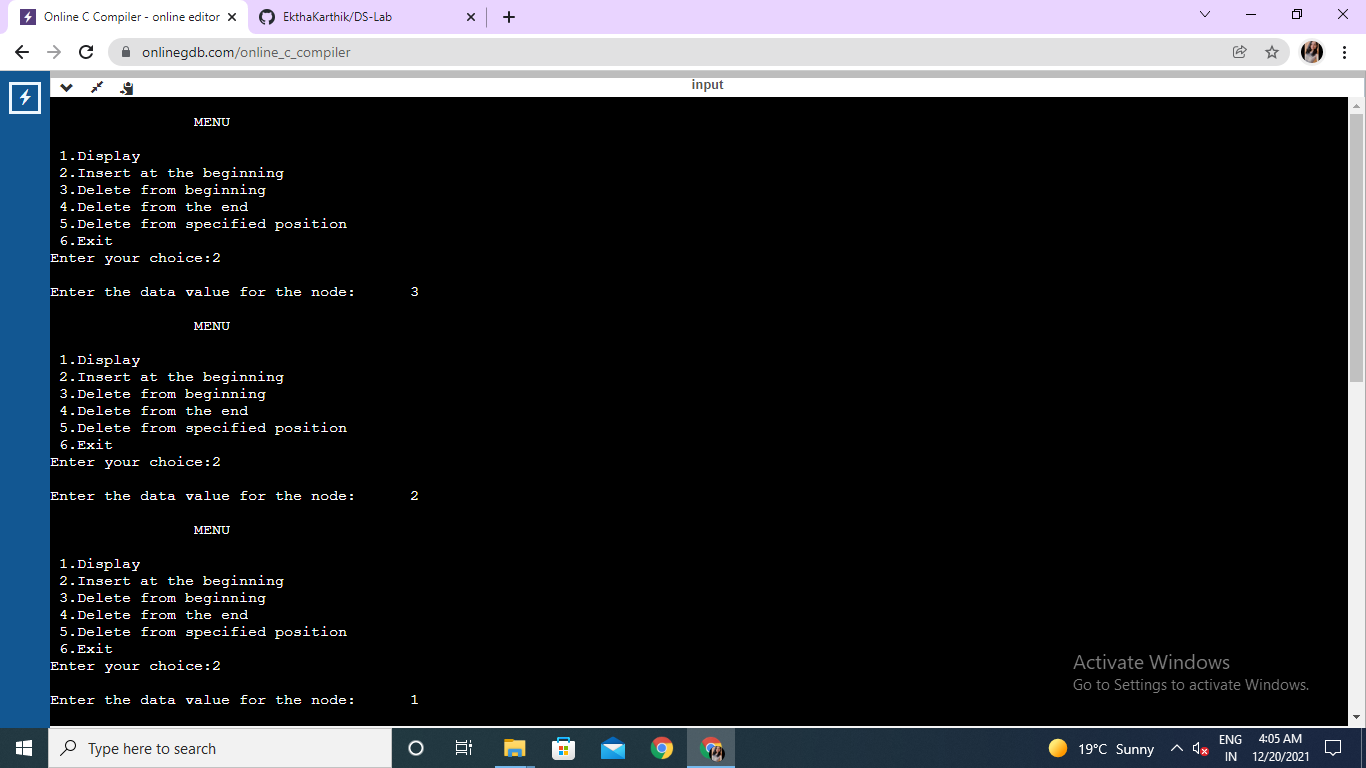 Online C Compiler - online editor
EkthaKarthik/DS-Lab
onlinegdb.com/online_c_compiler
input
MENU
1.Display
2.Insert at the beginning
3.Delete from beginning
4.Delete from the end
5.Delete from specified position
6.Exit
Enter your choice:2
Enter the data value for the node: 3
MENU
1.Display
2.Insert at the beginning
3.Delete from beginning
4.Delete from the end
5.Delete from specified position
6.Exit
Enter your choice:2
Enter the data value for the node: 2
MENU
1.Display
2.Insert at the beginning
3.Delete from beginning
4.Delete from the end
5.Delete from specified position
6.Exit
Enter your choice:2
Enter the data value for the node: 1
Activate Windows
Go to Settings to activate Windows.
Type here to search
19°C Sunny
ENG
IN
4:05 AM
12/20/2021